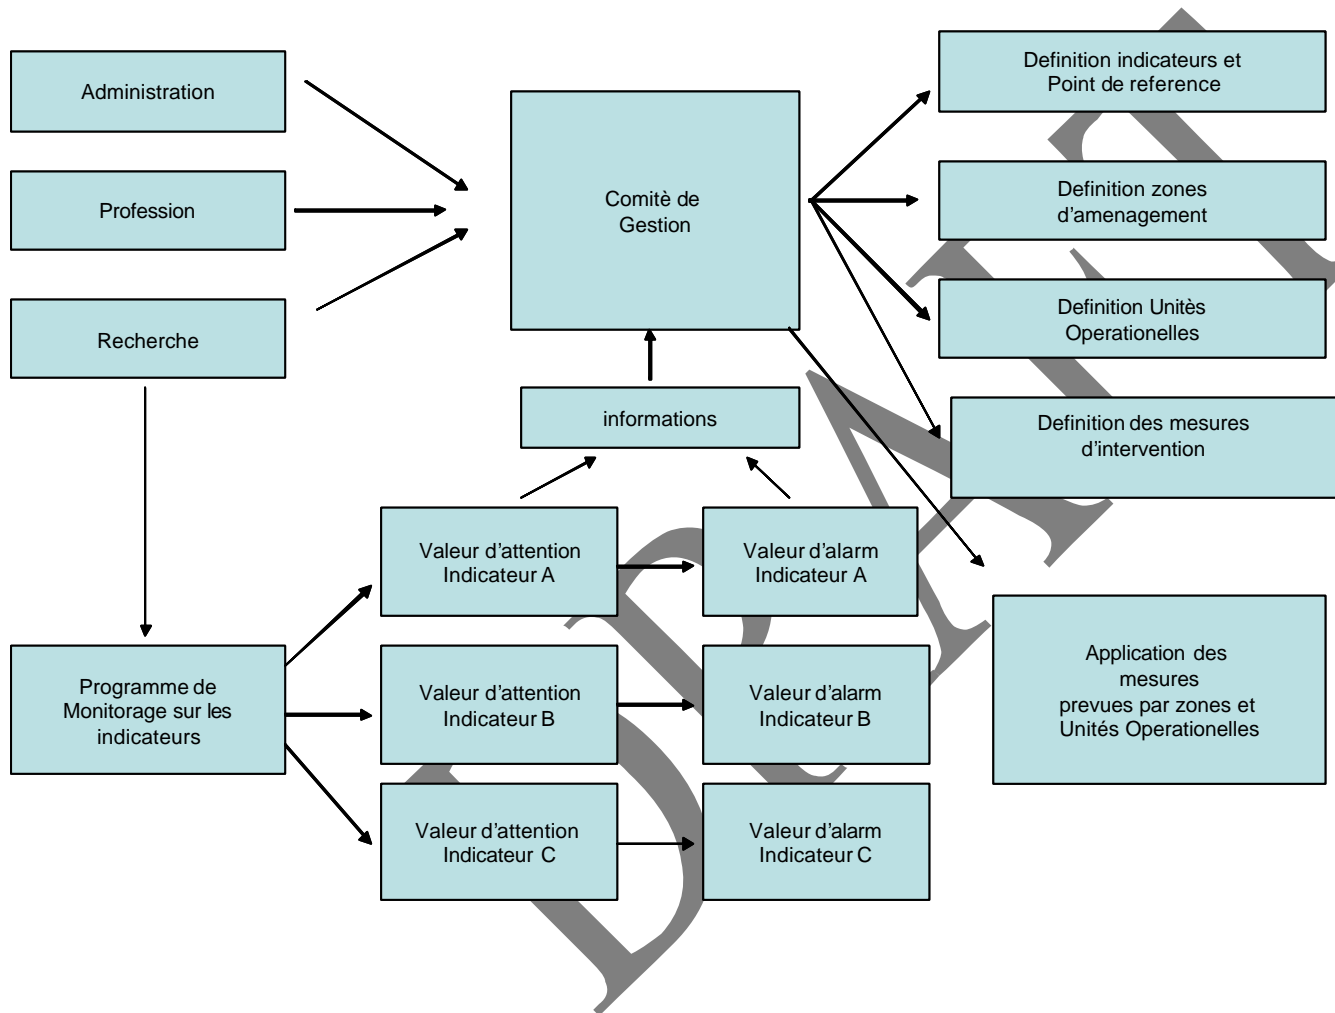 Administration
Profession
Recherche
Comitè de
Gestion
Definition indicateurs et
Point de reference
Definition zones
d'amenagement
Definition Unitès
Operationelles
Definition des mesures
d'intervention
informations
Valeur d'attention
Indicateur A
Valeur d'alarm
Indicateur A
Programme de
Monitorage sur les
indicateurs
Valeur d'attention
Indicateur B
Valeur d'alarm
Indicateur B
Valeur d'attention
Indicateur C
Valeur d'alarm
Indicateur C
Application des
mesures
prevues par zones et
Unités Operationelles
DRAFT